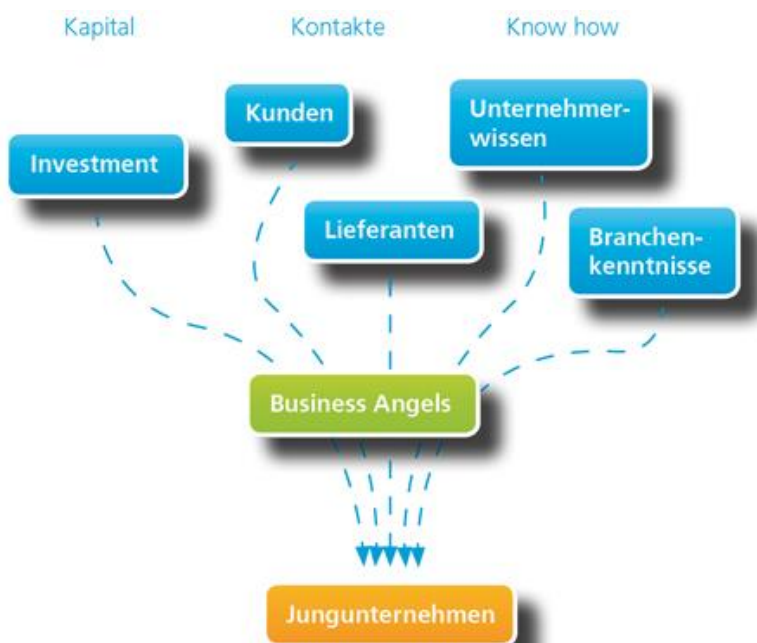 Kapital
Kontakte
Know how
Kunden
Unternehmer-
wissen
Investment
Lieferanten
Branchen-
kenntnisse
Business Angels
Jungunternehmen